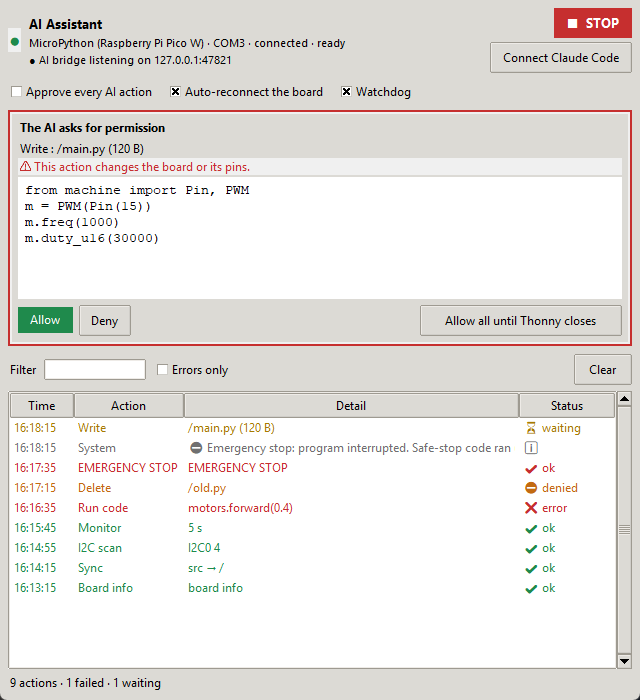 AI Assistant
STOP
MicroPython (Raspberry Pi Pico W) · COM3 · connected · ready
● AI bridge listening on 127.0.0.1:47821
Connect Claude Code
Approve every AI action Auto-reconnect the board Watchdog
The AI asks for permission
Write : /main.py (120 B)
⚠ This action changes the board or its pins.
from machine import Pin, PWM
m = PWM(Pin(15))
m.freq(1000)
m.duty_u16(30000)
Allow Deny Allow all until Thonny closes
Filter Errors only Clear
Time Action Detail Status
16:18:15 Write /main.py (120 B) waiting
16:18:15 System Emergency stop: program interrupted. Safe-stop code ran
16:17:35 EMERGENCY STOP EMERGENCY STOP ok
16:17:15 Delete /old.py denied
16:16:35 Run code motors.forward(0.4) error
16:15:45 Monitor 5 s ok
16:14:55 I2C scan I2C0 4 ok
16:14:15 Sync src → / ok
16:13:15 Board info board info ok
9 actions · 1 failed · 1 waiting